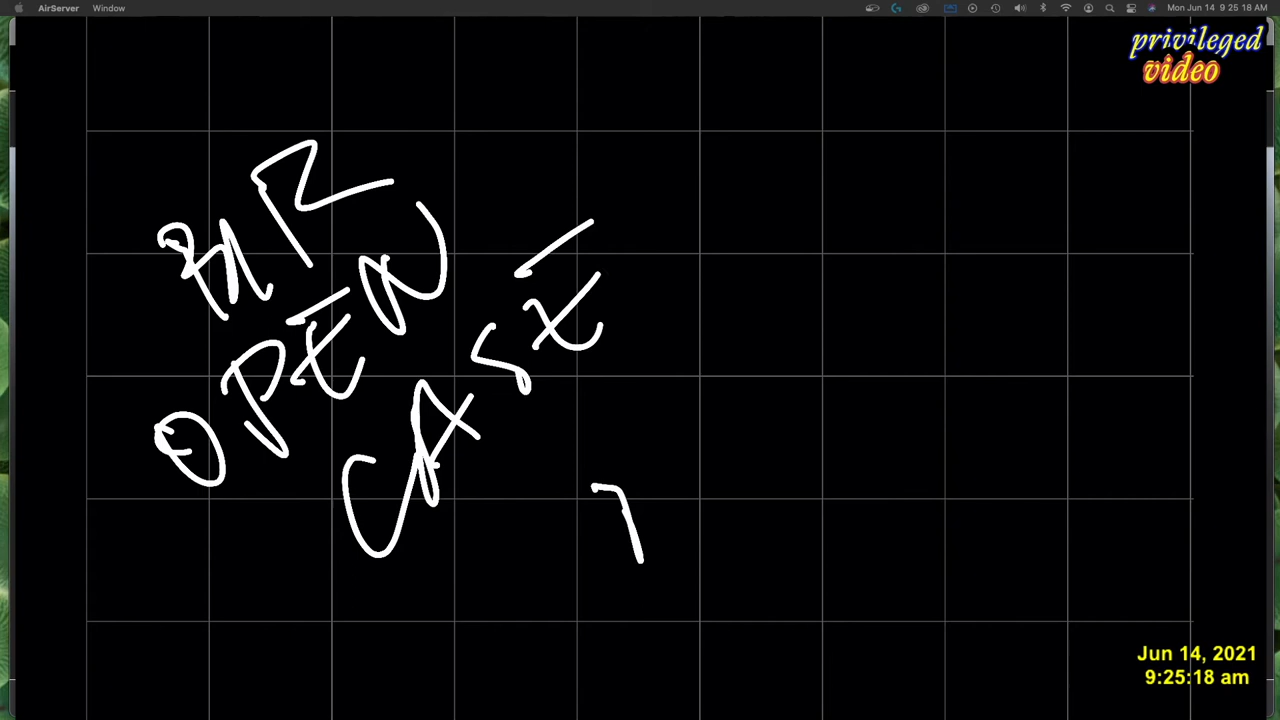 AirServer Window
Mon Jun 14 9 25 18 AM
privileged
video
OPEN
CASE
Jun 14, 2021
9:25:18 am